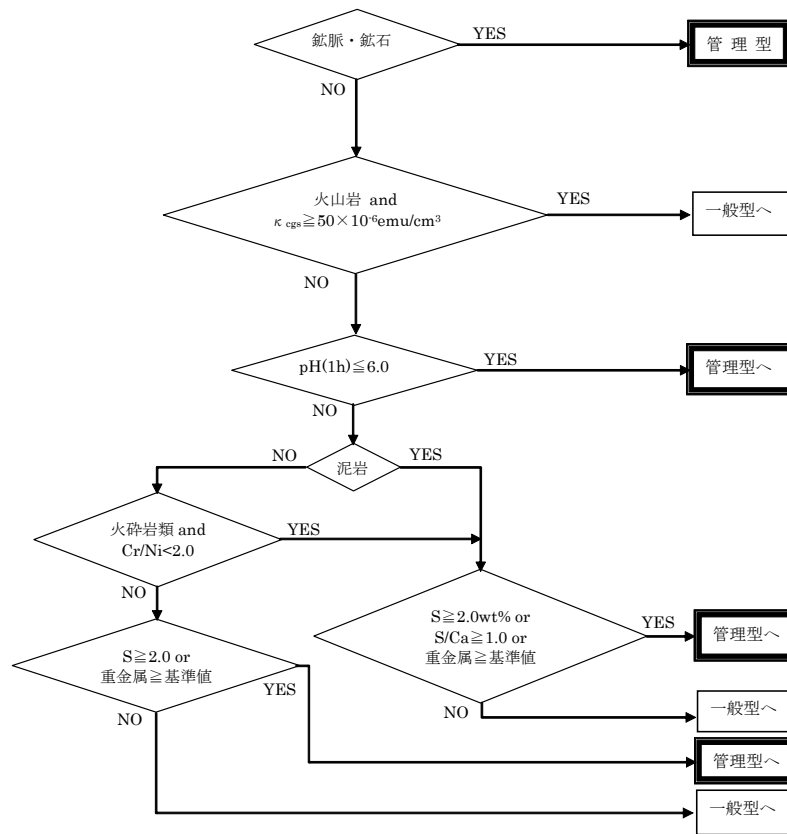 鉱脈・鉱石
YES
管 理 型
NO
火山岩 and
κ cgs≧50×10-6emu/cm3
YES
一般型へ
NO
pH(1h)≦6.0
YES
管理型へ
NO
NO
泥岩
YES
火砕岩類 and
Cr/Ni<2.0
YES
NO
S≧2.0wt% or
S/Ca≧1.0 or
重金属≧基準値
YES
管理型へ
S≧2.0 or
重金属≧基準値
YES
NO
NO
一般型へ
管理型へ
一般型へ